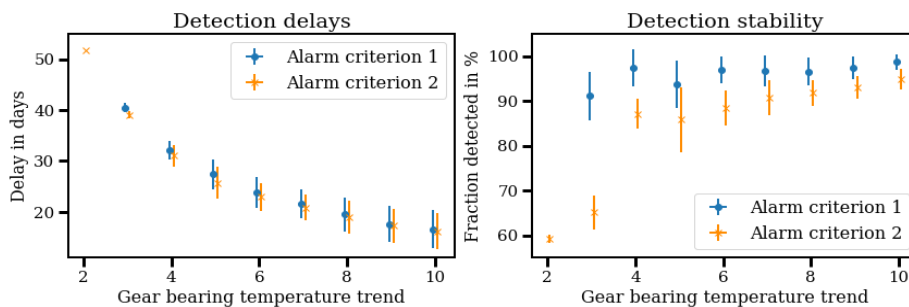 Detection delays
Delay in days
50
40
30
20
Alarm criterion 1
Alarm criterion 2
2 4 6 8 10
Gear bearing temperature trend
Detection stability
Fraction detected in %
100
90
80
70
60
Alarm criterion 1
Alarm criterion 2
2 4 6 8 10
Gear bearing temperature trend